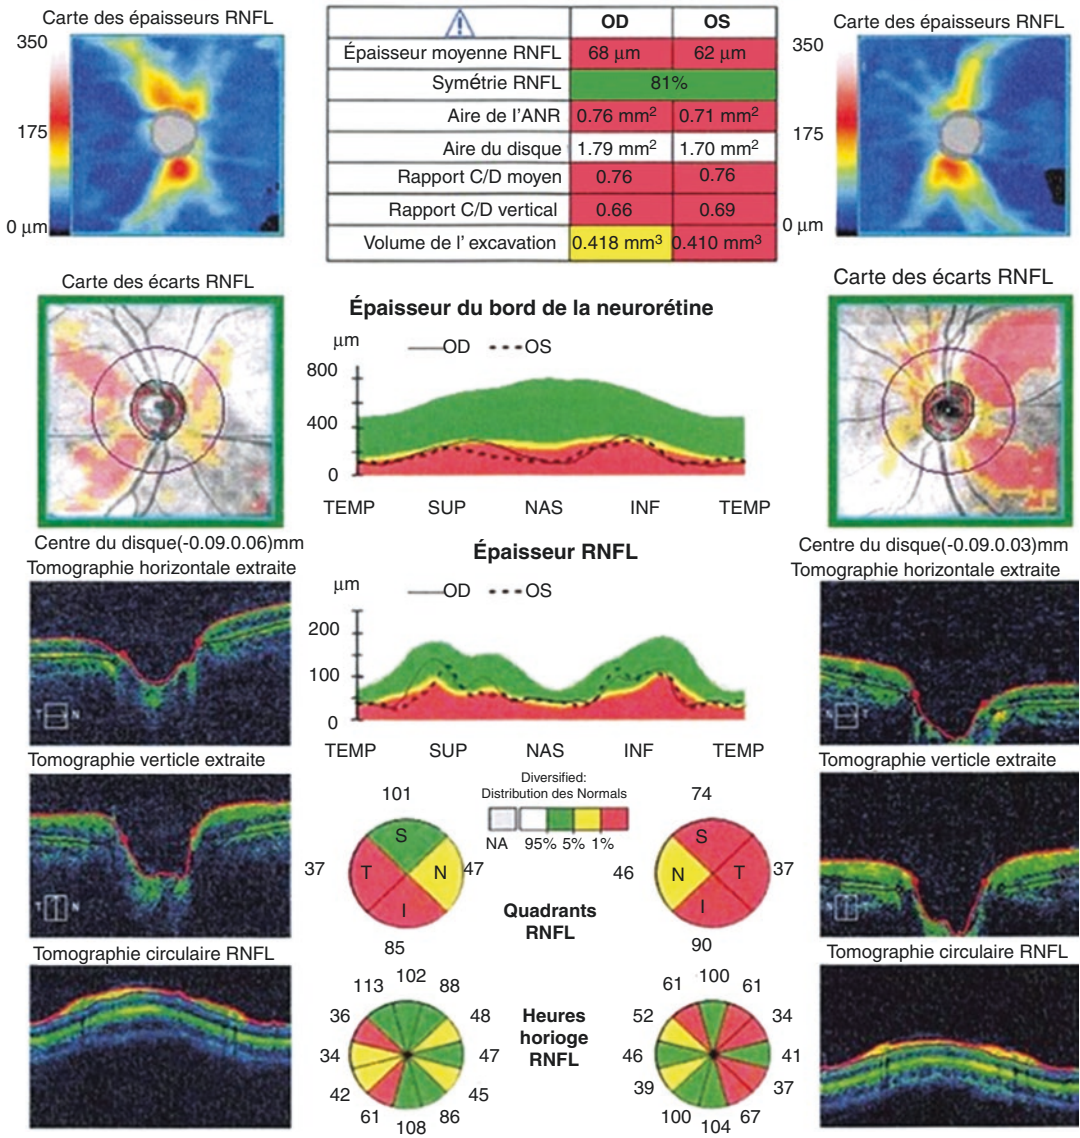 Carte des épaisseurs RNFL
350
175
0 µm
OD OS
Épaisseur moyenne RNFL 68 µm 62 µm
Symétrie RNFL 81%
Aire de l'ANR 0.76 mm² 0.71 mm²
Aire du disque 1.79 mm² 1.70 mm²
Rapport C/D moyen 0.76 0.76
Rapport C/D vertical 0.66 0.69
Volume de l' excavation 0.418 mm³ 0.410 mm³
Carte des épaisseurs RNFL
350
175
0 µm
Carte des écarts RNFL
Centre du disque(-0.09.0.06)mm
Épaisseur du bord de la neurorétine
µm
OD OS
800
400
0
TEMP SUP NAS INF TEMP
Carte des écarts RNFL
Centre du disque(-0.09.0.03)mm
Tomographie horizontale extraite
T N
Tomographie verticle extraite
T N
Tomographie circulaire RNFL
Épaisseur RNFL
µm
OD OS
200
100
0
TEMP SUP NAS INF TEMP
Diversified:
Distribution des Normals
NA 95% 5% 1%
101
S
37 T N 47
I
85
74
S
46 N T 37
I
90
Quadrants
RNFL
102
113 88
36 48
34 47
42 45
61 86
108
Heures
horioge
RNFL
100
61 61
52 34
46 41
39 37
100 67
104
Tomographie horizontale extraite
N T
Tomographie verticle extraite
N T
Tomographie circulaire RNFL